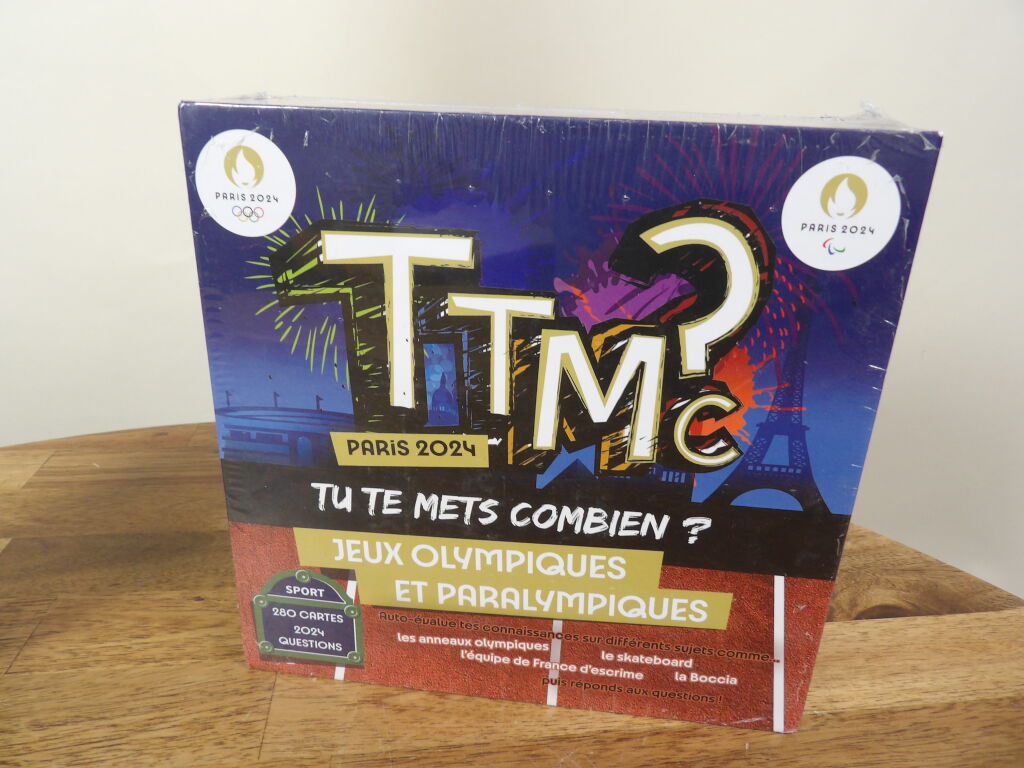 PARIS 2024
PARIS 2024
TTMC?
PARIS 2024
TU TE METS COMBIEN ?
JEUX OLYMPIQUES
ET PARALYMPIQUES
SPORT
280 CARTES
2024
QUESTIONS
Auto-évalue tes connaissances sur différents sujets comme...
les anneaux olympiques
le skateboard
l'équipe de France d'escrime
la Boccia
puis réponds aux questions !